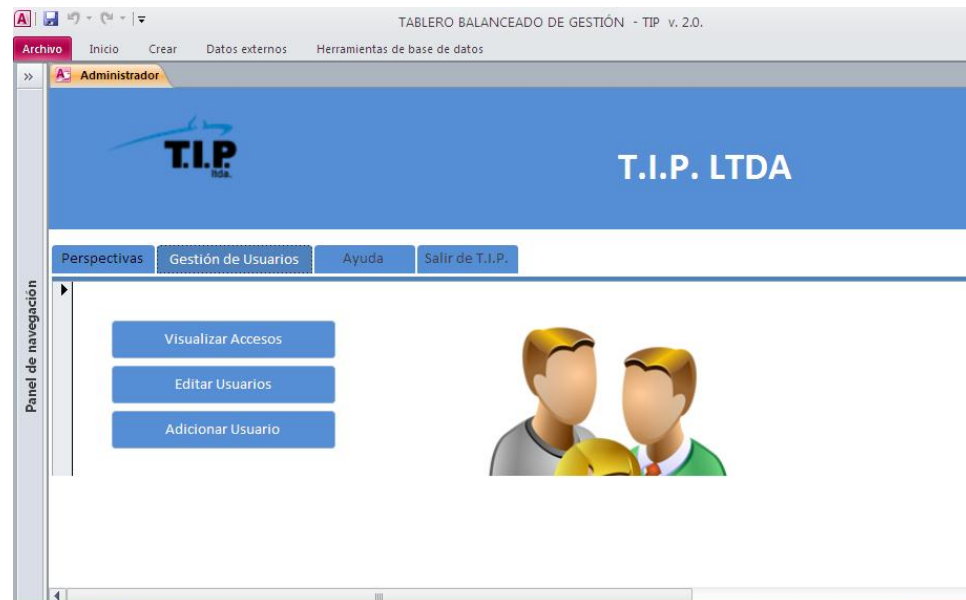 TABLERO BALANCEADO DE GESTIÓN - TIP v. 2.0.
Archivo Inicio Crear Datos externos Herramientas de base de datos
Administrador
T.I.P.
ltda.
T.I.P. LTDA
Perspectivas Gestión de Usuarios Ayuda Salir de T.I.P.
Panel de navegación
Visualizar Accesos
Editar Usuarios
Adicionar Usuario